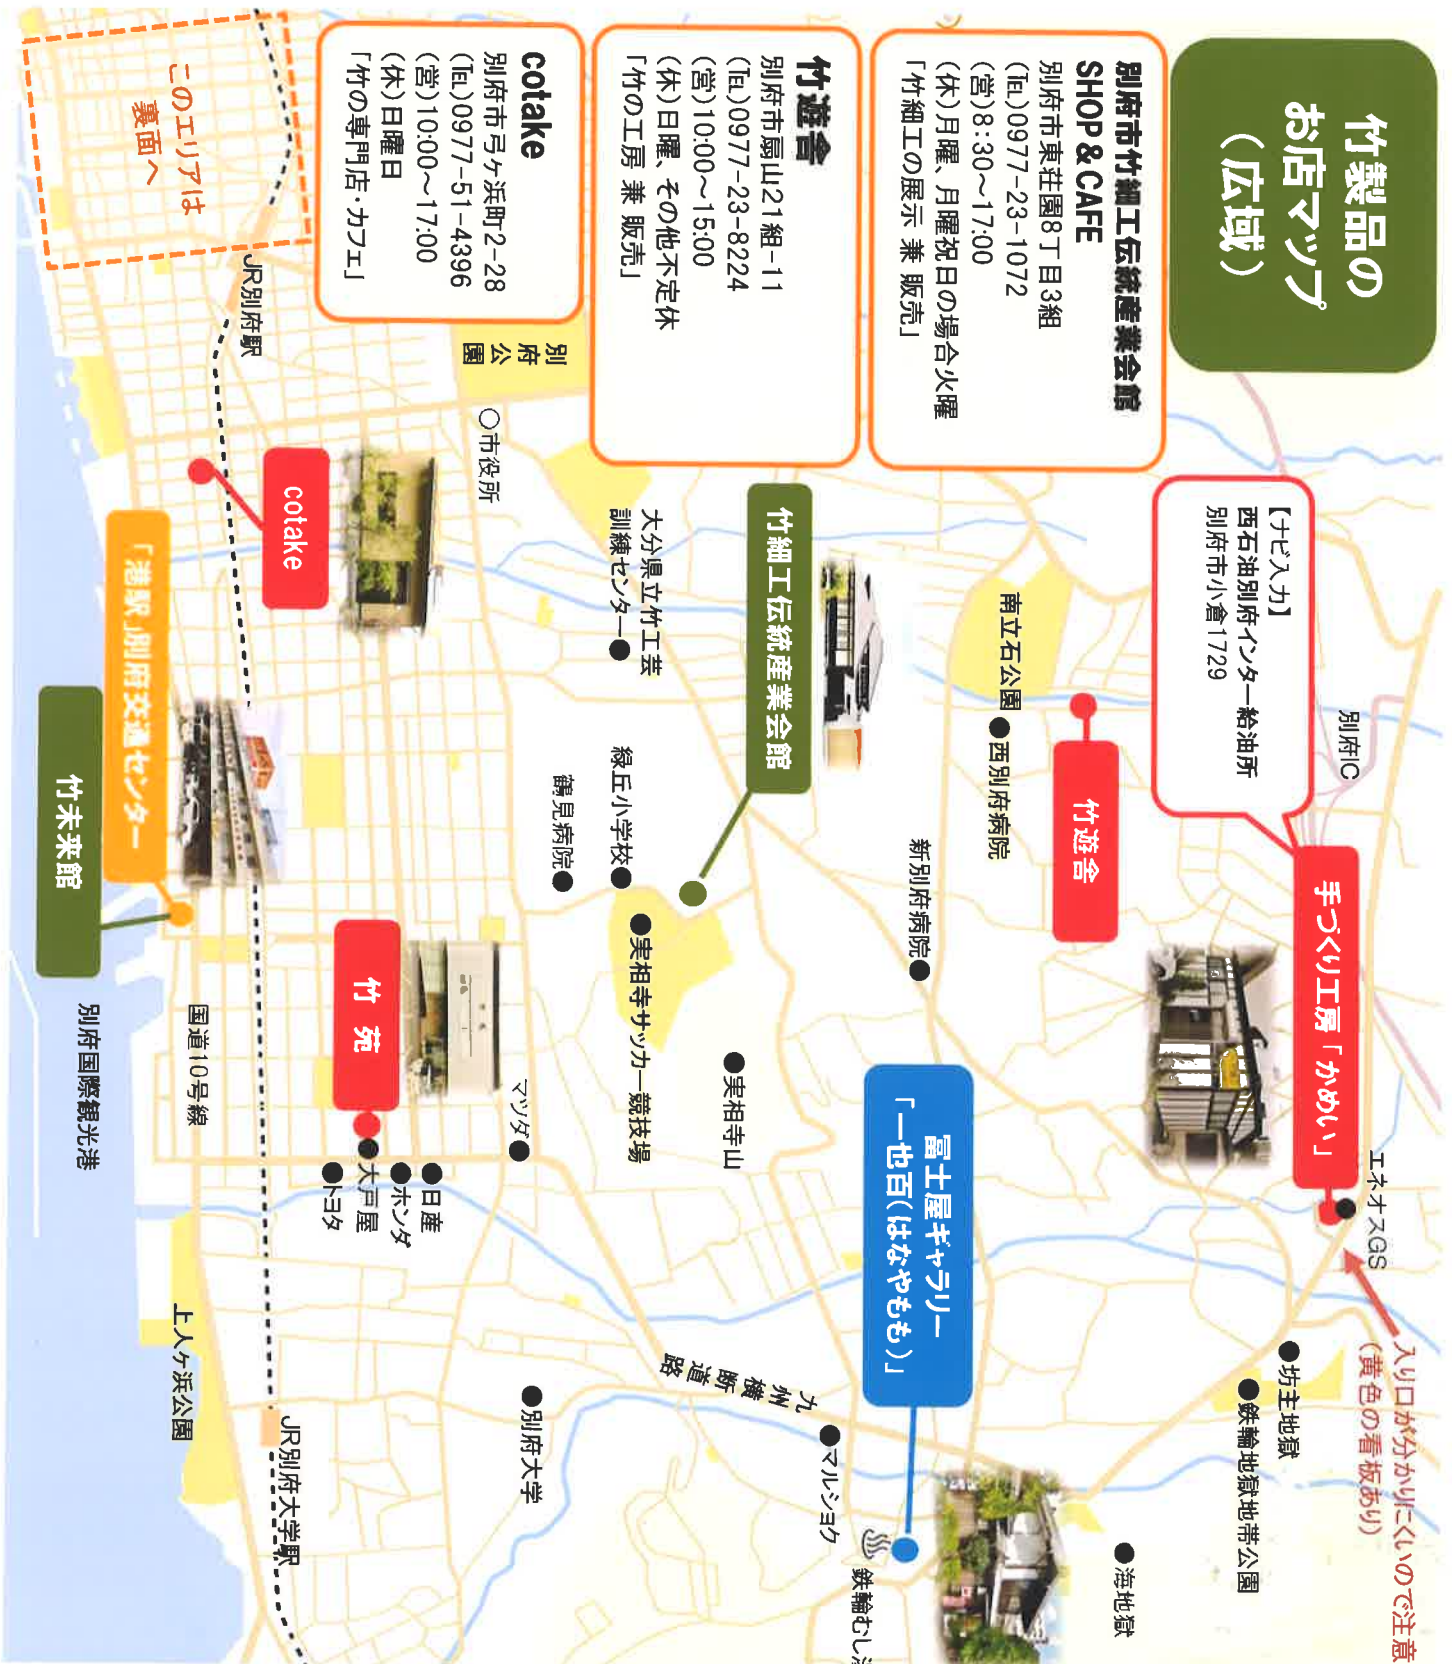 竹製品の
お店マップ
（広域）
別府市竹細工伝統産業会館
SHOP&CAFE
別府市東荘園8丁目3組
(℡)0977-23-1072
(営)8:30～17:00
(休)月曜、月曜祝日の場合火曜
「竹細工の展示 兼 販売」
竹遊舎
別府市扇山21組-11
(℡)0977-23-8224
(営)10:00～15:00
(休)日曜、その他不定休
「竹の工房 兼 販売」
cotake
別府市弓ヶ浜町2-28
(℡)0977-51-4396
(営)10:00～17:00
(休)日曜日
「竹の専門店・カフェ」
このエリアは
裏面へ
【ナビ入力】
西石油別府インター給油所
別府市小倉1729
別府IC
手づくり工房「かめい」
エネオスGS
入り口が分かりにくいので注意
(黄色の看板あり)
坊主地獄
鉄輪地獄地帯公園
海地獄
竹遊舎
南立石公園
西別府病院
新別府病院
富士屋ギャラリー
「一也百(はなやもも)」
鉄輪むし
マルショク
九州横断道路
竹細工伝統産業会館
大分県立竹工芸
訓練センター
緑丘小学校
鶴見病院
実相寺サッカー競技場
実相寺山
別府大学
別府公園
市役所
マツダ
日産
ホンダ
大戸屋
トヨタ
竹苑
cotake
JR別府駅
「港駅」別府交通センター
竹未来館
国道10号線
別府国際観光港
上人ヶ浜公園
JR別府大学駅